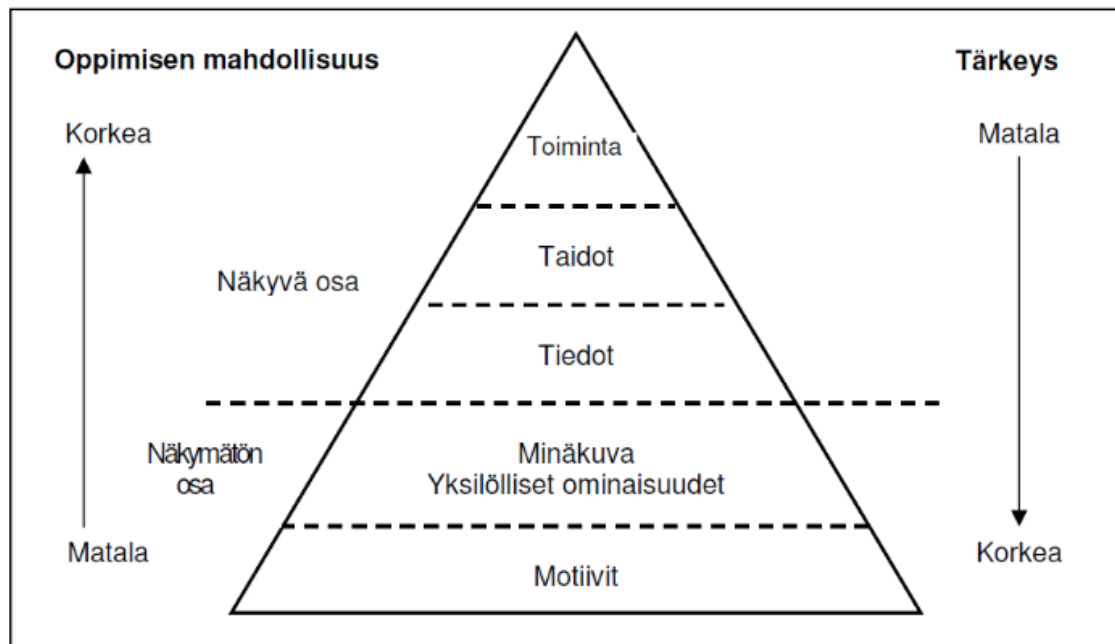 Oppimisen mahdollisuus
Tärkeys
Korkea
Matala
Toiminta
Taidot
Näkyvä osa
Tiedot
Näkymätön
osa
Minäkuva
Yksilölliset ominaisuudet
Matala
Korkea
Motiivit